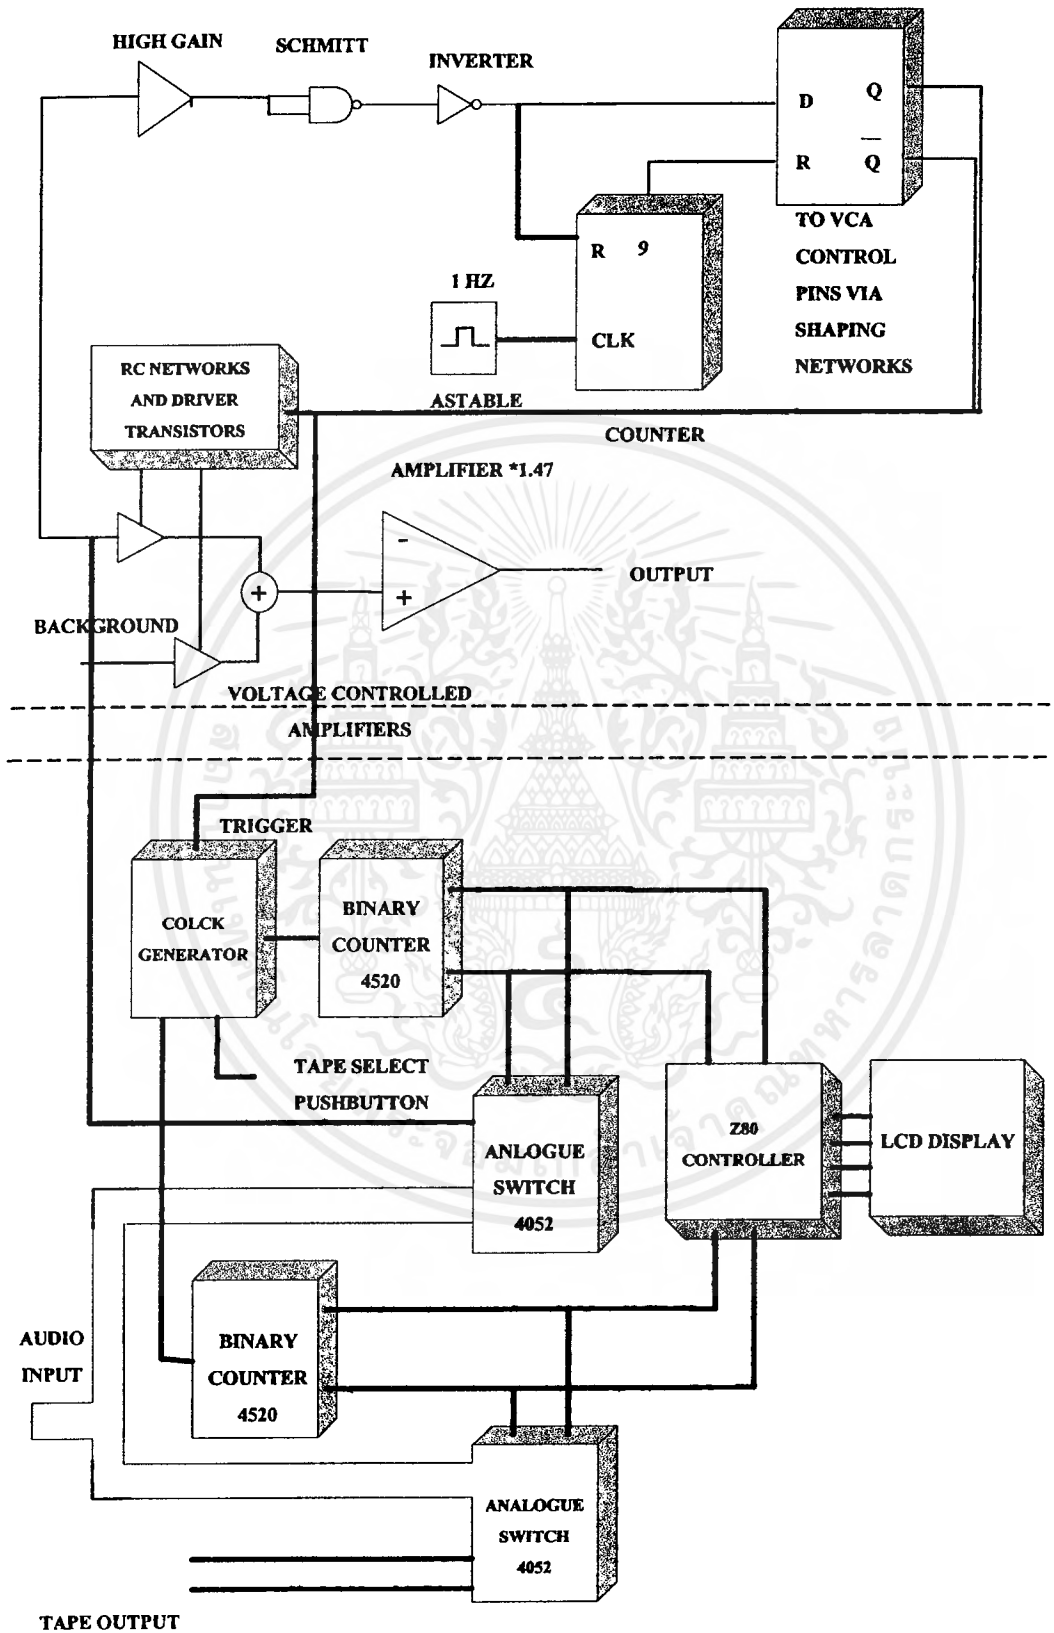 HIGH GAIN
SCHMITT
INVERTER
D Q
R Q
TO VCA
CONTROL
PINS VIA
SHAPING
NETWORKS
R 9
CLK
1 HZ
ASTABLE
COUNTER
RC NETWORKS
AND DRIVER
TRANSISTORS
AMPLIFIER *1.47
-
+
+
OUTPUT
BACKGROUND
VOLTAGE CONTROLLED
AMPLIFIERS
TRIGGER
COLCK
GENERATOR
BINARY
COUNTER
4520
TAPE SELECT
PUSHBUTTON
ANLOGUE
SWITCH
4052
Z80
CONTROLLER
LCD DISPLAY
AUDIO
INPUT
BINARY
COUNTER
4520
ANALOGUE
SWITCH
4052
TAPE OUTPUT